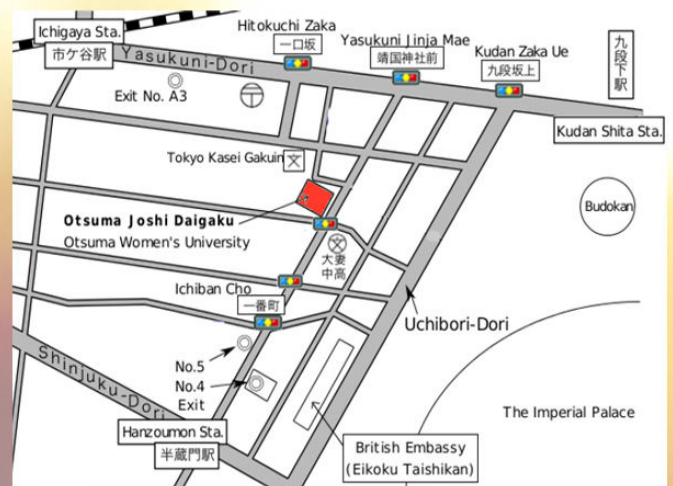 Ichigaya Sta.
市ケ谷駅
Hitokuchi Zaka
一口坂
Yasukuni Jinja Mae
靖国神社前
Kudan Zaka Ue
九段坂上
九段下駅
Yasukuni-Dori
Exit No. A3
Kudan Shita Sta.
Tokyo Kasei Gakuin
文
Budokan
Otsuma Joshi Daigaku
Otsuma Women's University
文
大妻
中高
Ichiban Cho
一番町
Uchibori-Dori
No.5
No.4
Exit
Shinjuku-Dori
Hanzoumon Sta.
半蔵門駅
The Imperial Palace
British Embassy
(Eikoku Taishikan)